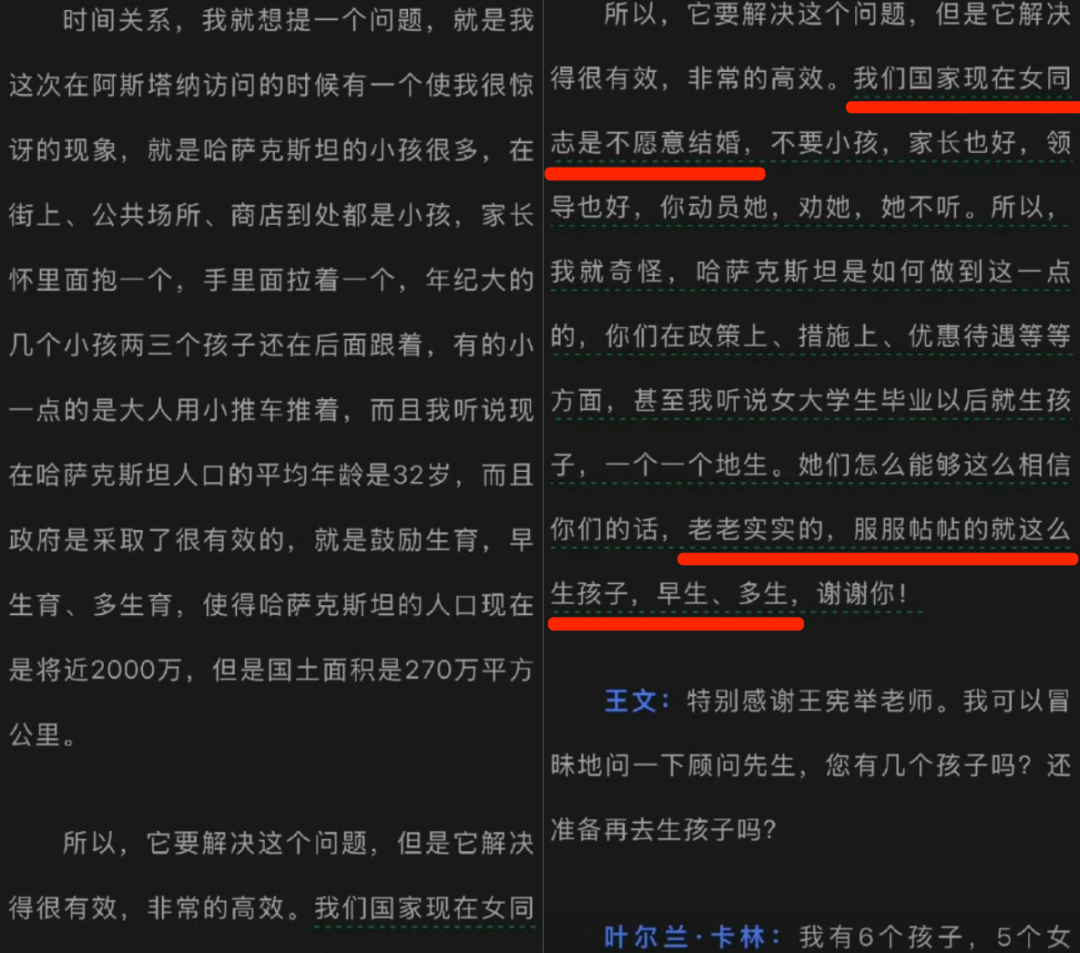 时间关系，我就想提一个问题，就是我
这次在阿斯塔纳访问的时候有一个使我很惊
讶的现象，就是哈萨克斯坦的小孩很多，在
街上、公共场所、商店到处都是小孩，家长
怀里面抱一个，手里面拉着一个，年纪大的
几个小孩两三个孩子还在后面跟着，有的小
一点的是大人用小推车推着，而且我听说现
在哈萨克斯坦人口的平均年龄是32岁，而且
政府是采取了很有效的，就是鼓励生育，早
生育、多生育，使得哈萨克斯坦的人口现在
是将近2000万，但是国土面积是270万平方
公里。
所以，它要解决这个问题，但是它解决
得很有效，非常的高效。我们国家现在女同
所以，它要解决这个问题，但是它解决
得很有效，非常的高效。我们国家现在女同
志是不愿意结婚，不要小孩，家长也好，领
导也好，你动员她，劝她，她不听。所以，
我就奇怪，哈萨克斯坦是如何做到这一点
的，你们在政策上、措施上、优惠待遇等等
方面，甚至我听说女大学生毕业以后就生孩
子，一个一个地生。她们怎么能够这么相信
你们的话，老老实实的，服服帖帖的就这么
生孩子，早生、多生，谢谢你！
王文：特别感谢王宪举老师。我可以冒
昧地问一下顾问先生，您有几个孩子吗？还
准备再去生孩子吗？
叶尔兰·卡林：我有6个孩子，5个女